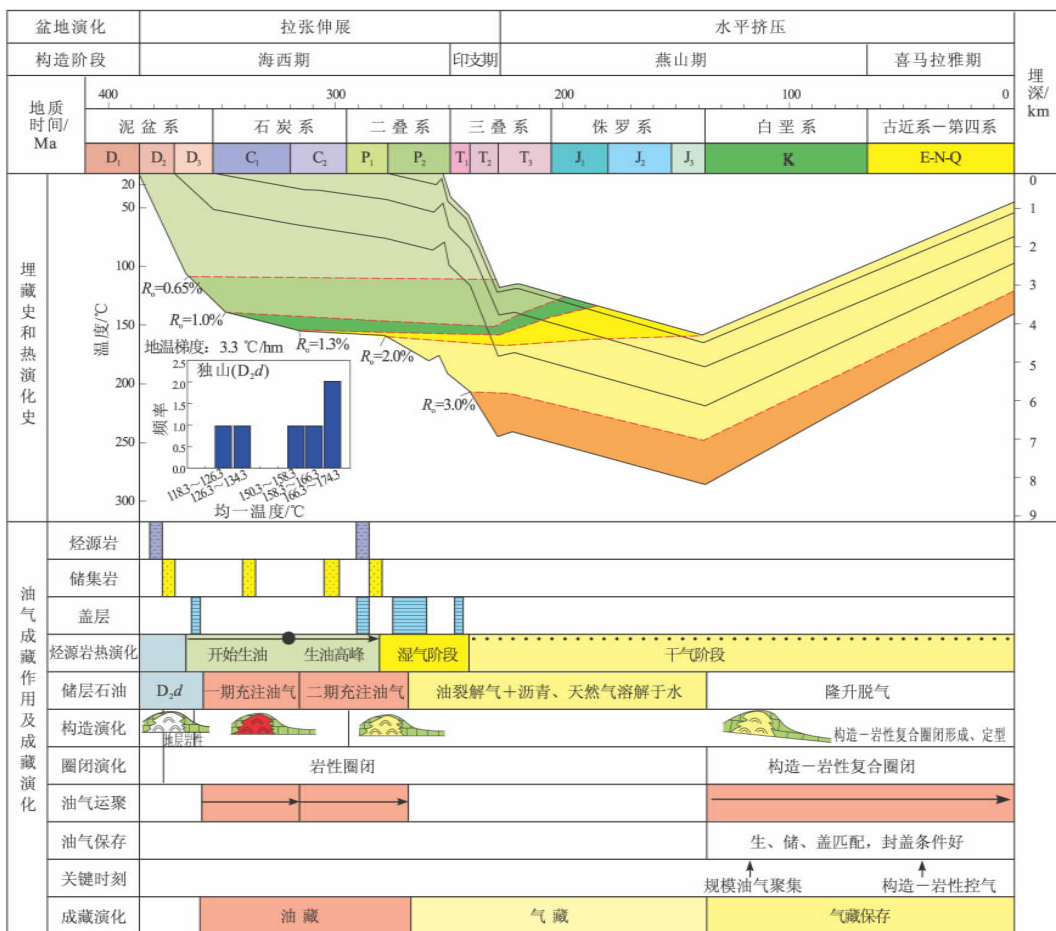 盆地演化 拉张伸展 水平挤压
构造阶段 海西期 印支期 燕山期 喜马拉雅期 埋深/km
地质时间/Ma 400 300 200 100 0
泥盆系 石炭系 二叠系 三叠系 侏罗系 白垩系 古近系－第四系
D₁ D₂ D₃ C₁ C₂ P₁ P₂ T₁ T₂ T₃ J₁ J₂ J₃ K E-N-Q
埋藏史和热演化史
温度/℃
20
50
100
150
200
250
300
0
1
2
3
4
5
6
7
8
9
Rₒ=0.65%
Rₒ=1.0%
Rₒ=1.3%
Rₒ=2.0%
Rₒ=3.0%
地温梯度：3.3 ℃/hm
独山(D₂d)
频率
2.5
2.0
1.5
1.0
0.5
0.0
118.3～126.3
126.3～134.3
150.3～158.3
158.3～166.3
166.3～174.3
均一温度/℃
油气成藏作用及成藏演化
烃源岩
储集岩
盖层
烃源岩热演化 开始生油 生油高峰 湿气阶段 干气阶段
储层石油 D₂d 一期充注油气 二期充注油气 油裂解气＋沥青、天然气溶解于水 隆升脱气
构造演化 地层岩性 构造－岩性复合圈闭形成、定型
圈闭演化 岩性圈闭 构造－岩性复合圈闭
油气运聚
油气保存 生、储、盖匹配，封盖条件好
关键时刻 规模油气聚集 构造－岩性控气
成藏演化 油藏 气藏 气藏保存